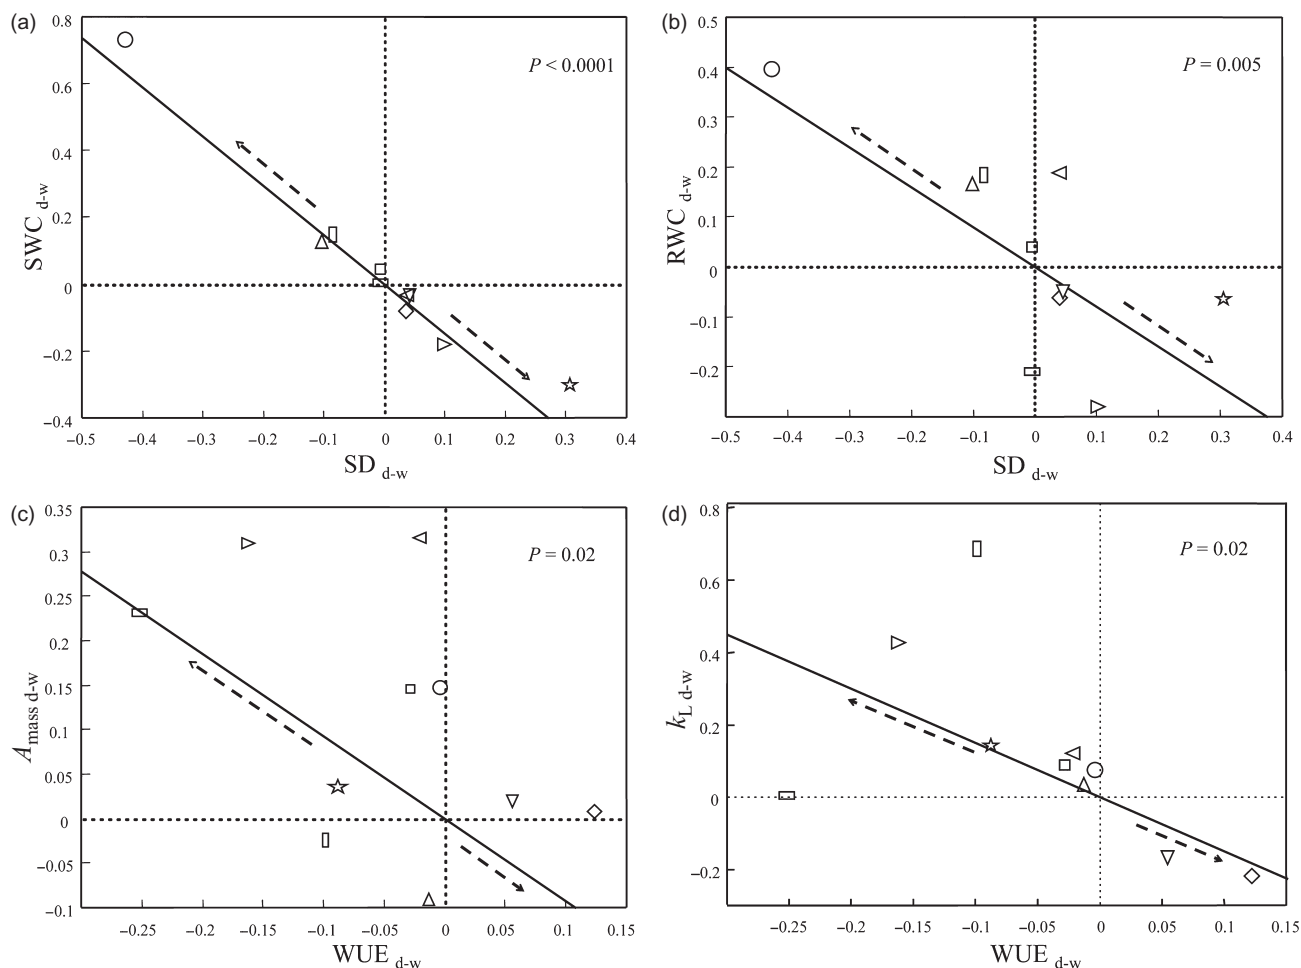 (a)
0.8
0.6
0.4
0.2
0
−0.2
−0.4
SWC d-w
P < 0.0001
−0.5 −0.4 −0.3 −0.2 −0.1 0 0.1 0.2 0.3 0.4
SD d-w
(b)
0.5
0.4
0.3
0.2
0.1
0
−0.1
−0.2
RWC d-w
P = 0.005
−0.5 −0.4 −0.3 −0.2 −0.1 0 0.1 0.2 0.3 0.4
SD d-w
(c)
0.35
0.3
0.25
0.2
0.15
0.1
0.05
0
−0.05
−0.1
Amass d-w
P = 0.02
−0.25 −0.2 −0.15 −0.1 −0.05 0 0.05 0.1 0.15
WUE d-w
(d)
0.8
0.6
0.4
0.2
0
−0.2
kL d-w
P = 0.02
−0.25 −0.2 −0.15 −0.1 −0.05 0 0.05 0.1 0.15
WUE d-w